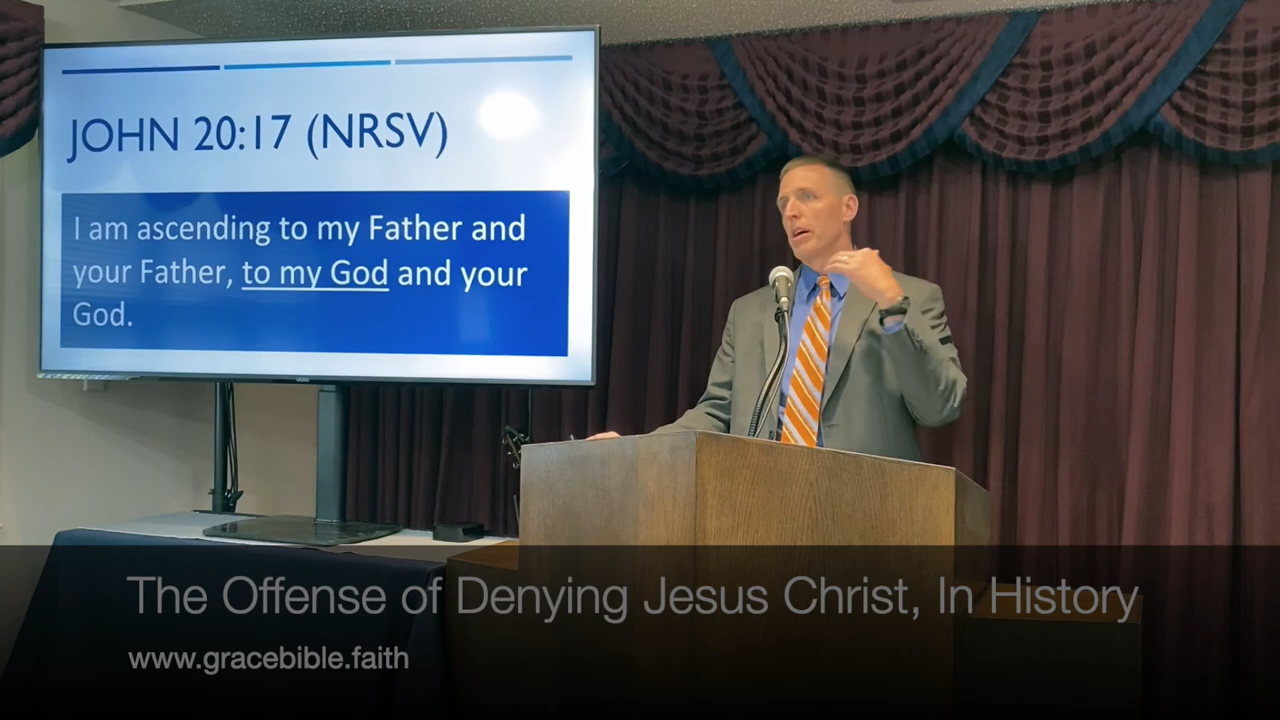 JOHN 20:17 (NRSV)
I am ascending to my Father and
your Father, to my God and your
God.
The Offense of Denying Jesus Christ, In History
www.gracebible.faith